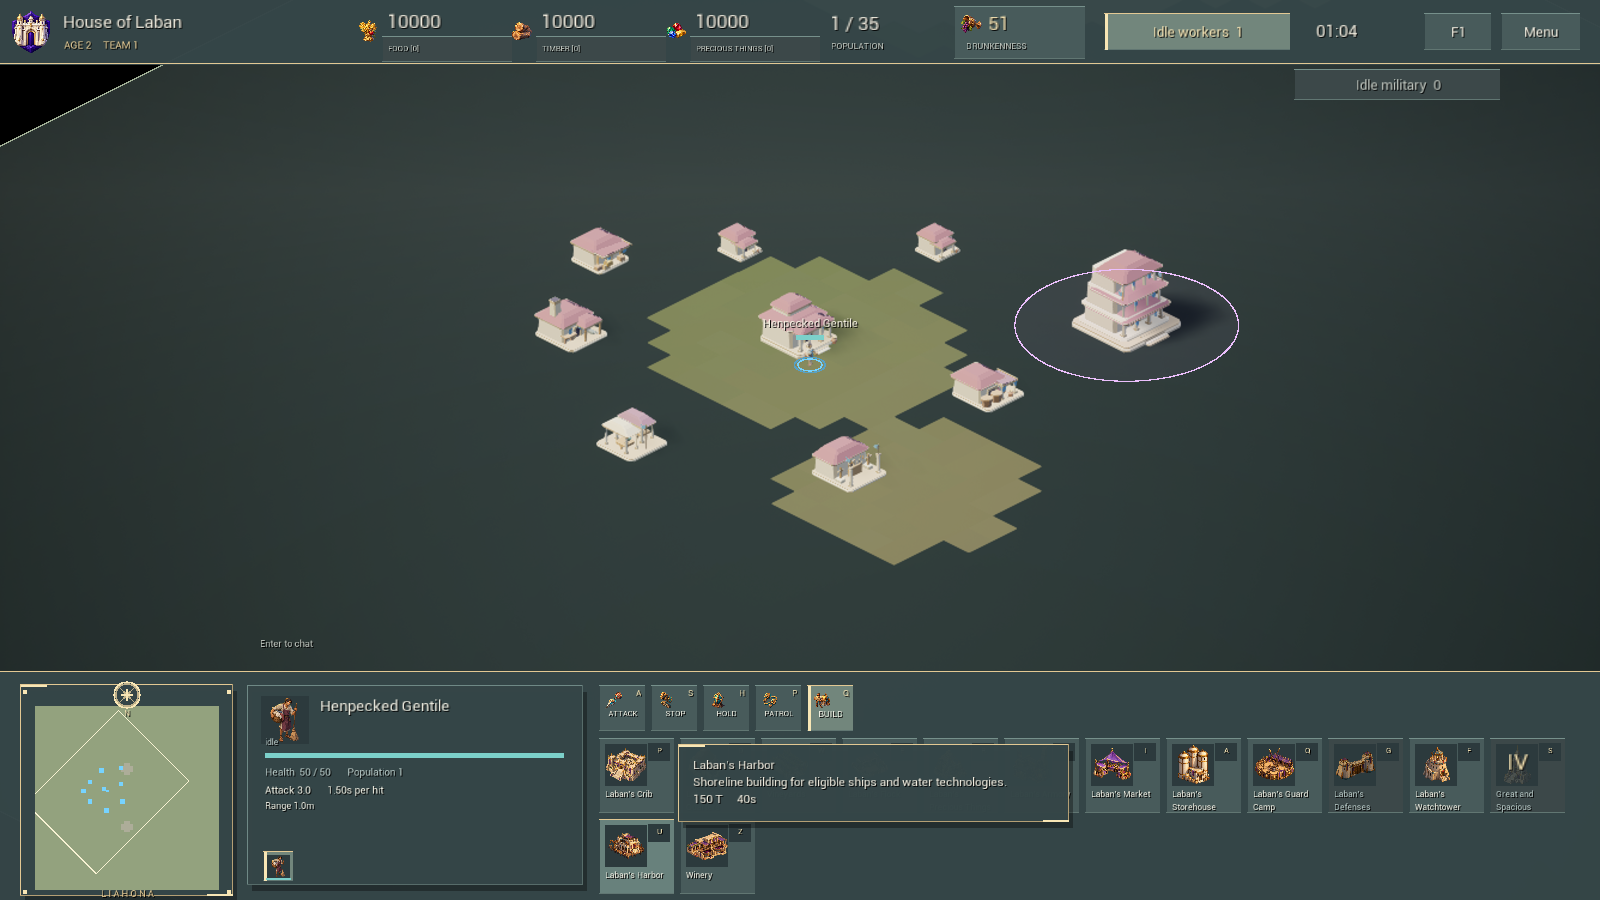 House of Laban
AGE 2 TEAM 1
10000
FOOD [0]
10000
TIMBER [0]
10000
PRECIOUS THINGS [0]
1 / 35
POPULATION
51
DRUNKENNESS
Idle workers 1
01:04
F1
Menu
Idle military 0
Henpecked Gentile
Enter to chat
N
LIAHONA
Henpecked Gentile
idle
Health 50 / 50 Population 1
Attack 3.0 1.50s per hit
Range 1.0m
A
ATTACK
S
STOP
H
HOLD
P
PATROL
Q
BUILD
P
Laban's Crib
Laban's Harbor
Shoreline building for eligible ships and water technologies.
150 T 40s
I
Laban's Market
A
Laban's Storehouse
Q
Laban's Guard Camp
G
Laban's Defenses
F
Laban's Watchtower
IV
S
Great and Spacious
U
Laban's Harbor
Z
Winery